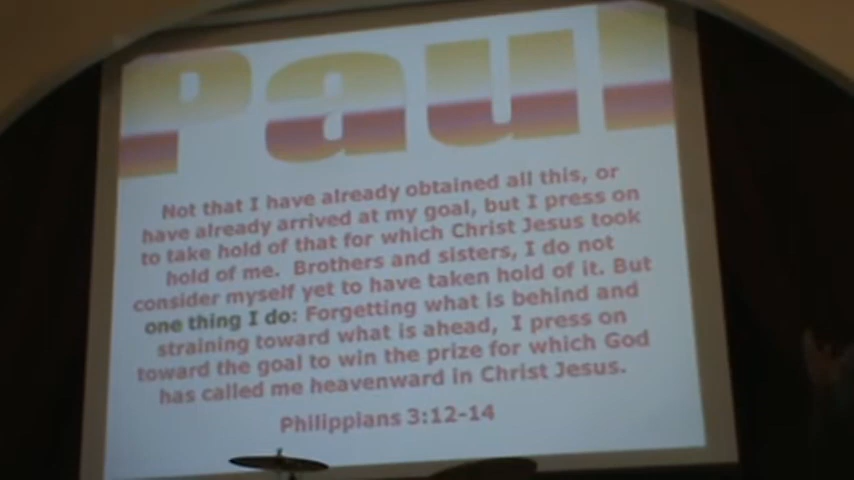 Paul
Not that I have already obtained all this, or
have already arrived at my goal, but I press on
to take hold of that for which Christ Jesus took
hold of me. Brothers and sisters, I do not
consider myself yet to have taken hold of it. But
one thing I do: Forgetting what is behind and
straining toward what is ahead, I press on
toward the goal to win the prize for which God
has called me heavenward in Christ Jesus.
Philippians 3:12-14